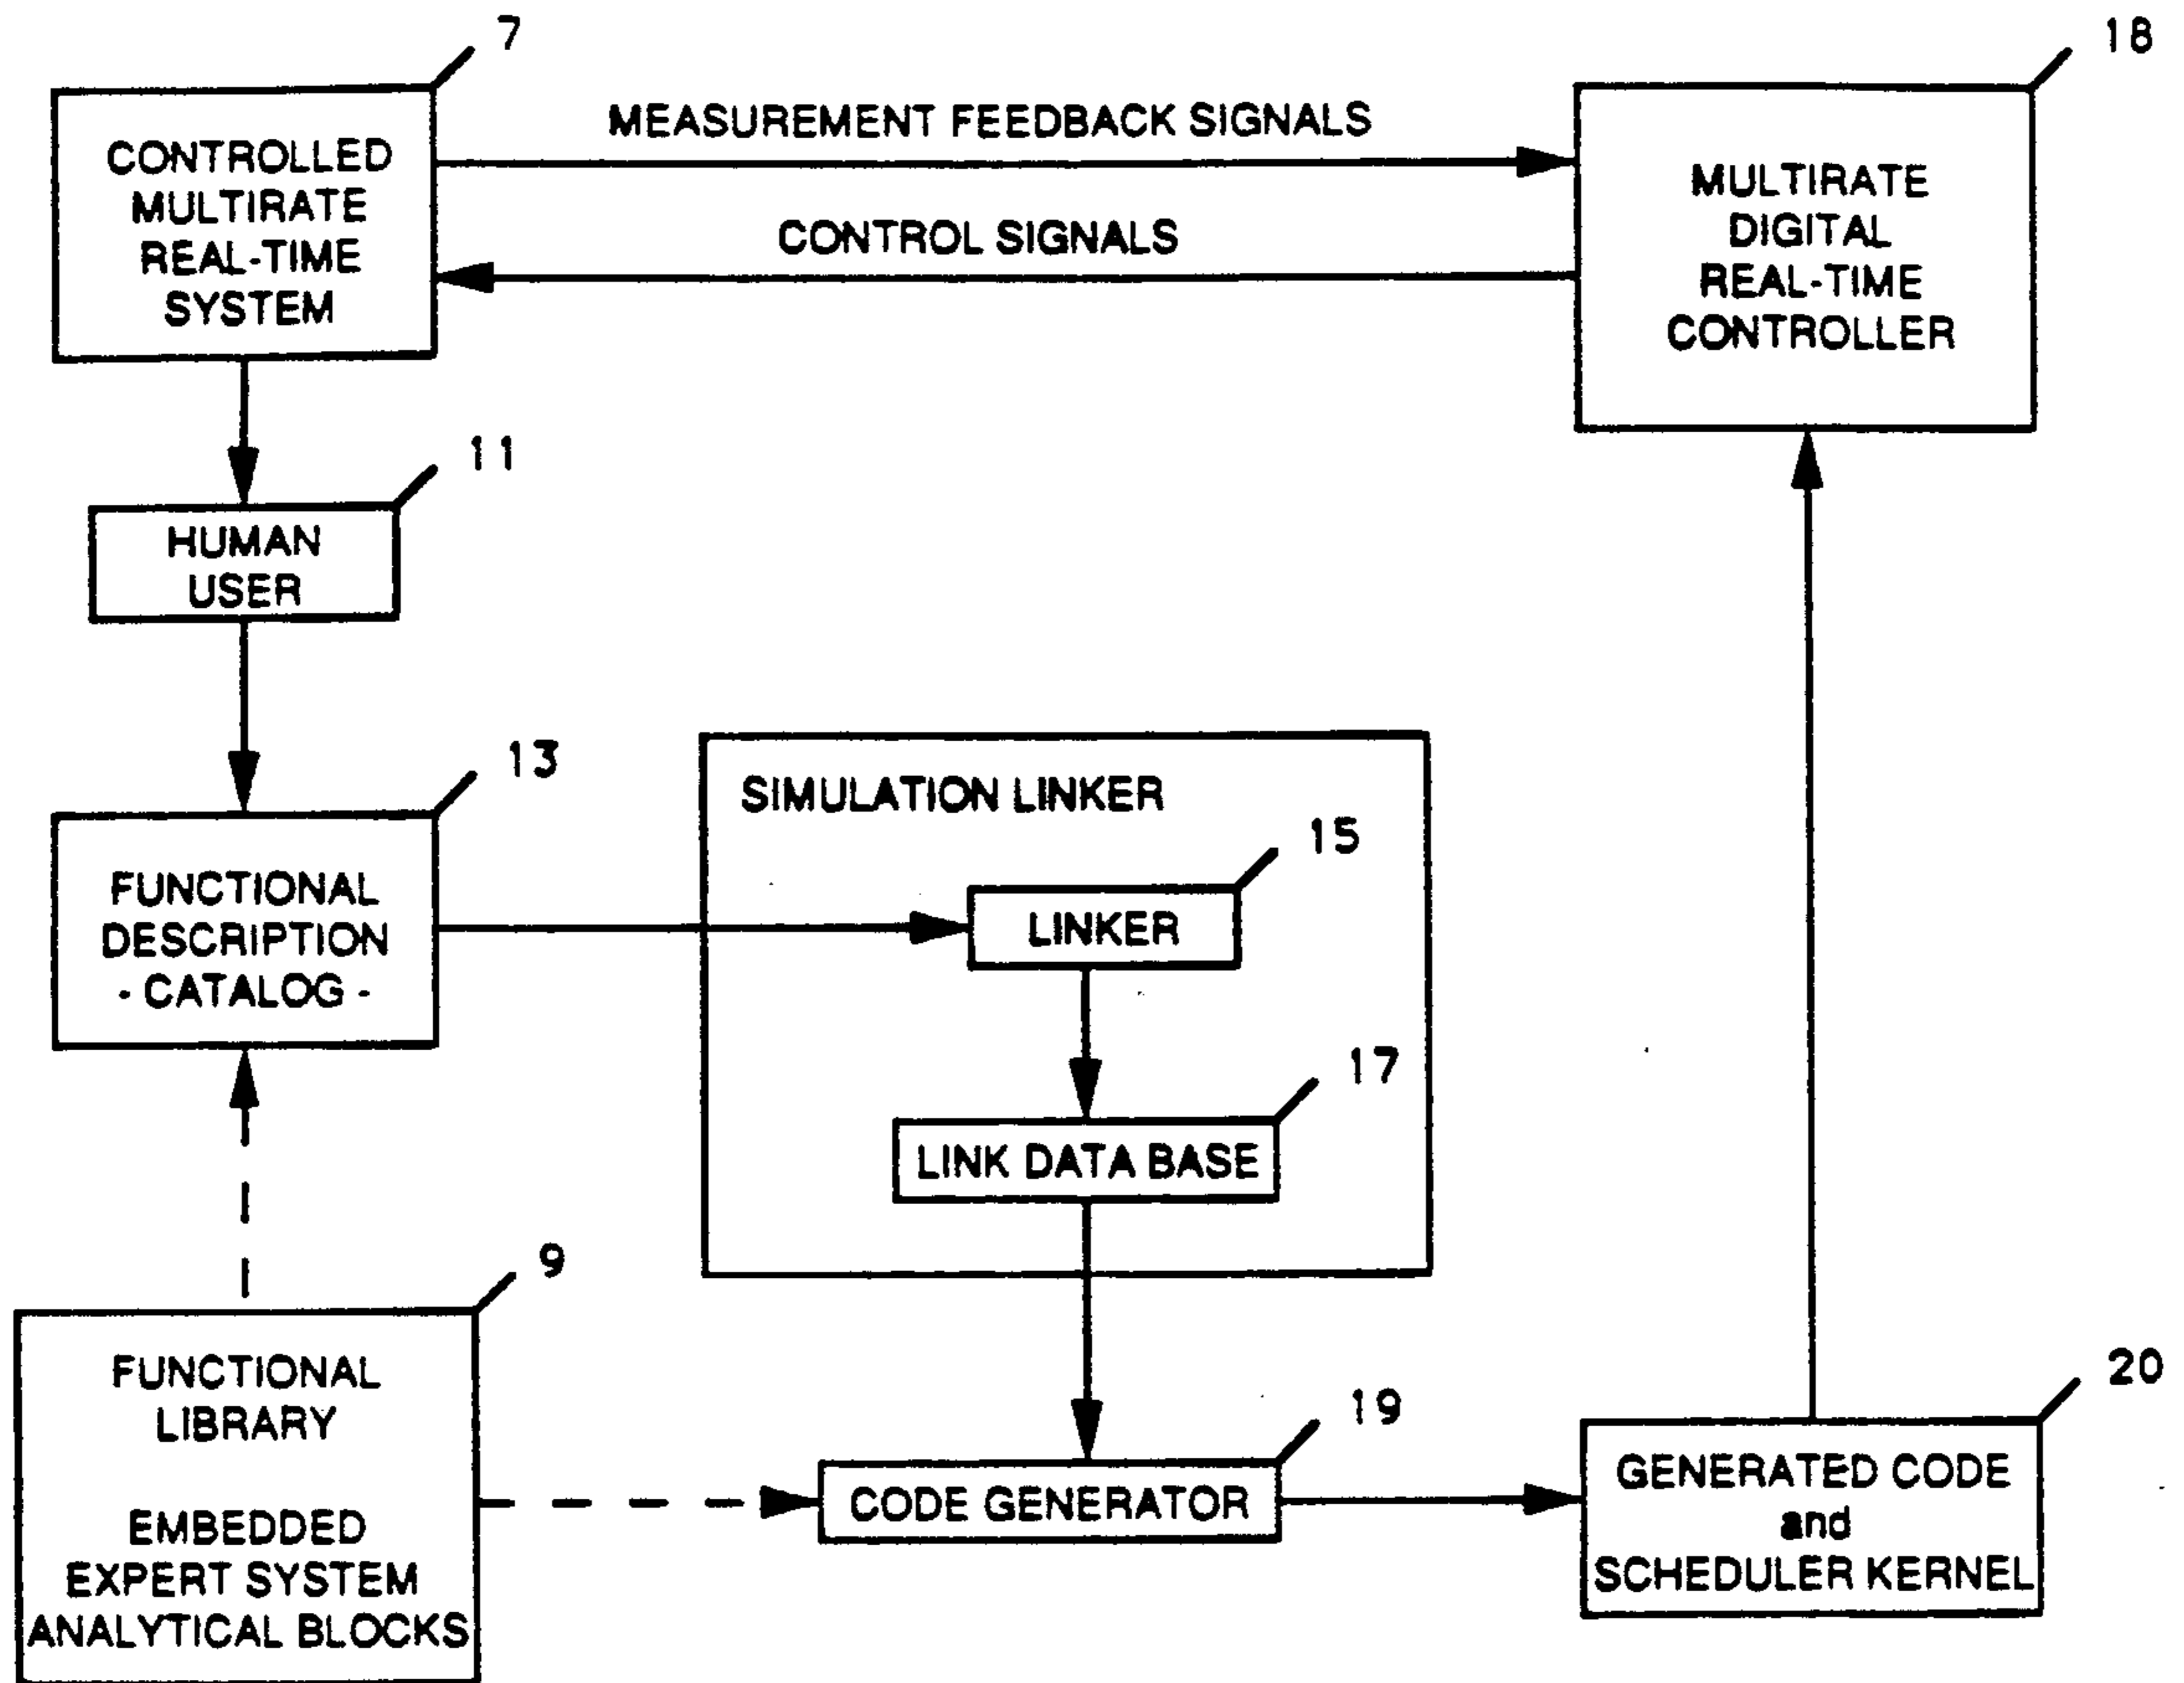 7
18
MEASUREMENT FEEDBACK SIGNALS
CONTROLLED
MULTIRATE
REAL-TIME
SYSTEM
CONTROL SIGNALS
MULTIRATE
DIGITAL
REAL-TIME
CONTROLLER
11
HUMAN
USER
13
SIMULATION LINKER
15
FUNCTIONAL
DESCRIPTION
- CATALOG -
LINKER
17
LINK DATA BASE
9
FUNCTIONAL
LIBRARY
EMBEDDED
EXPERT SYSTEM
ANALYTICAL BLOCKS
19
CODE GENERATOR
20
GENERATED CODE
and
SCHEDULER KERNEL